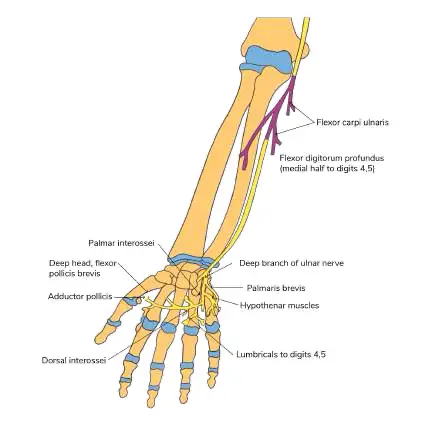 Flexor carpi ulnaris
Flexor digitorum profundus
(medial half to digits 4,5)
Palmar interossei
Deep head, flexor
pollicis brevis
Adductor pollicis
Deep branch of ulnar nerve
Palmaris brevis
Hypothenar muscles
Dorsal interossei
Lumbricals to digits 4,5